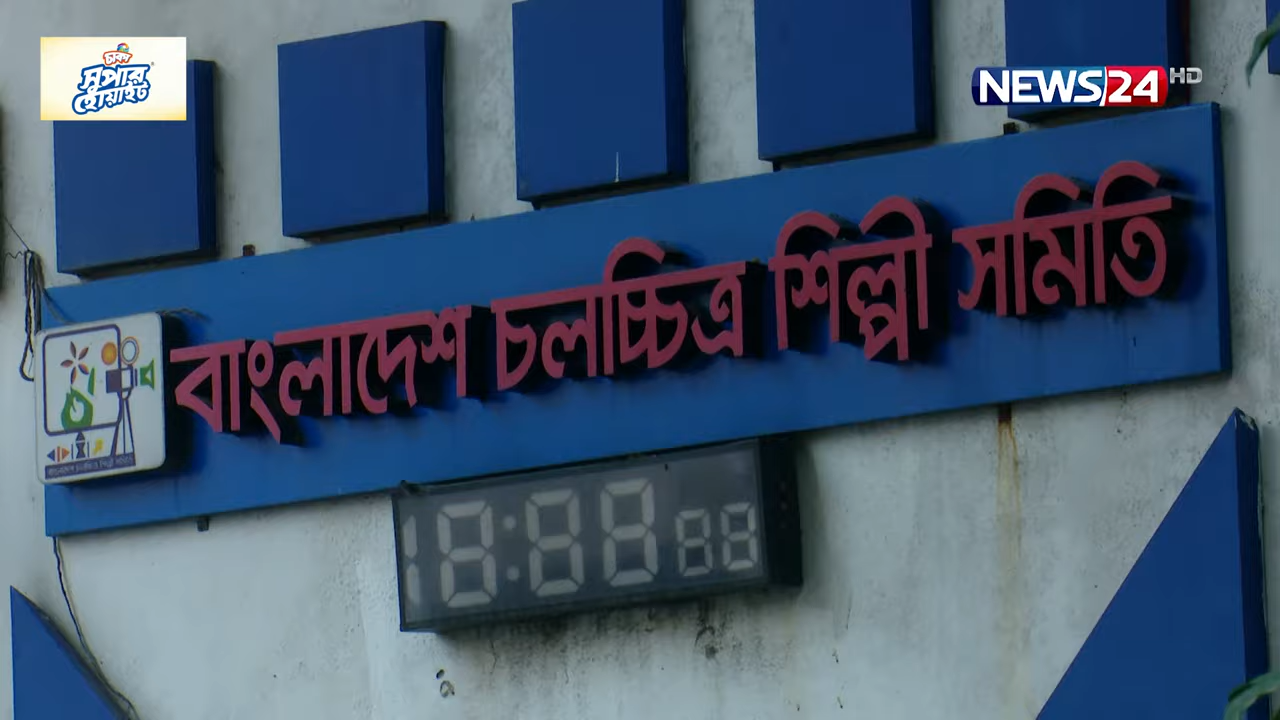 চাকা
সুপার
হোয়াইট
NEWS24 HD
বাংলাদেশ চলচ্চিত্র শিল্পী সমিতি